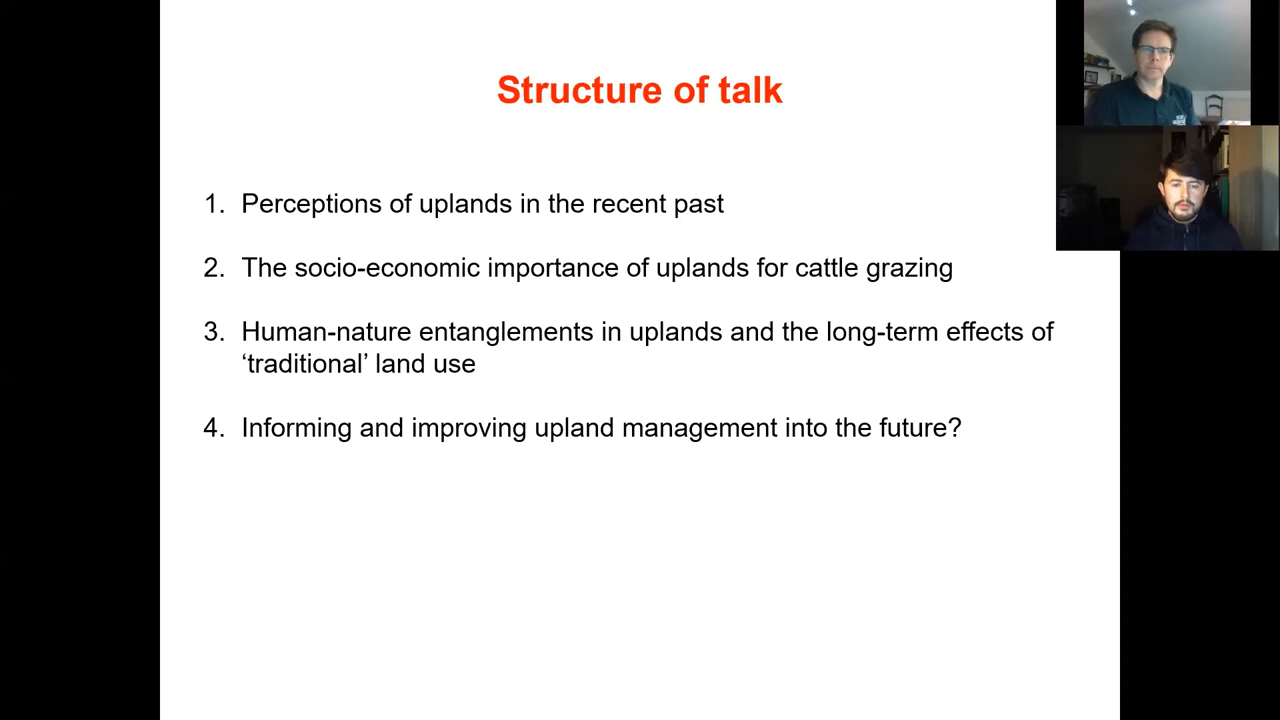 Structure of talk
1. Perceptions of uplands in the recent past
2. The socio-economic importance of uplands for cattle grazing
3. Human-nature entanglements in uplands and the long-term effects of
‘traditional’ land use
4. Informing and improving upland management into the future?